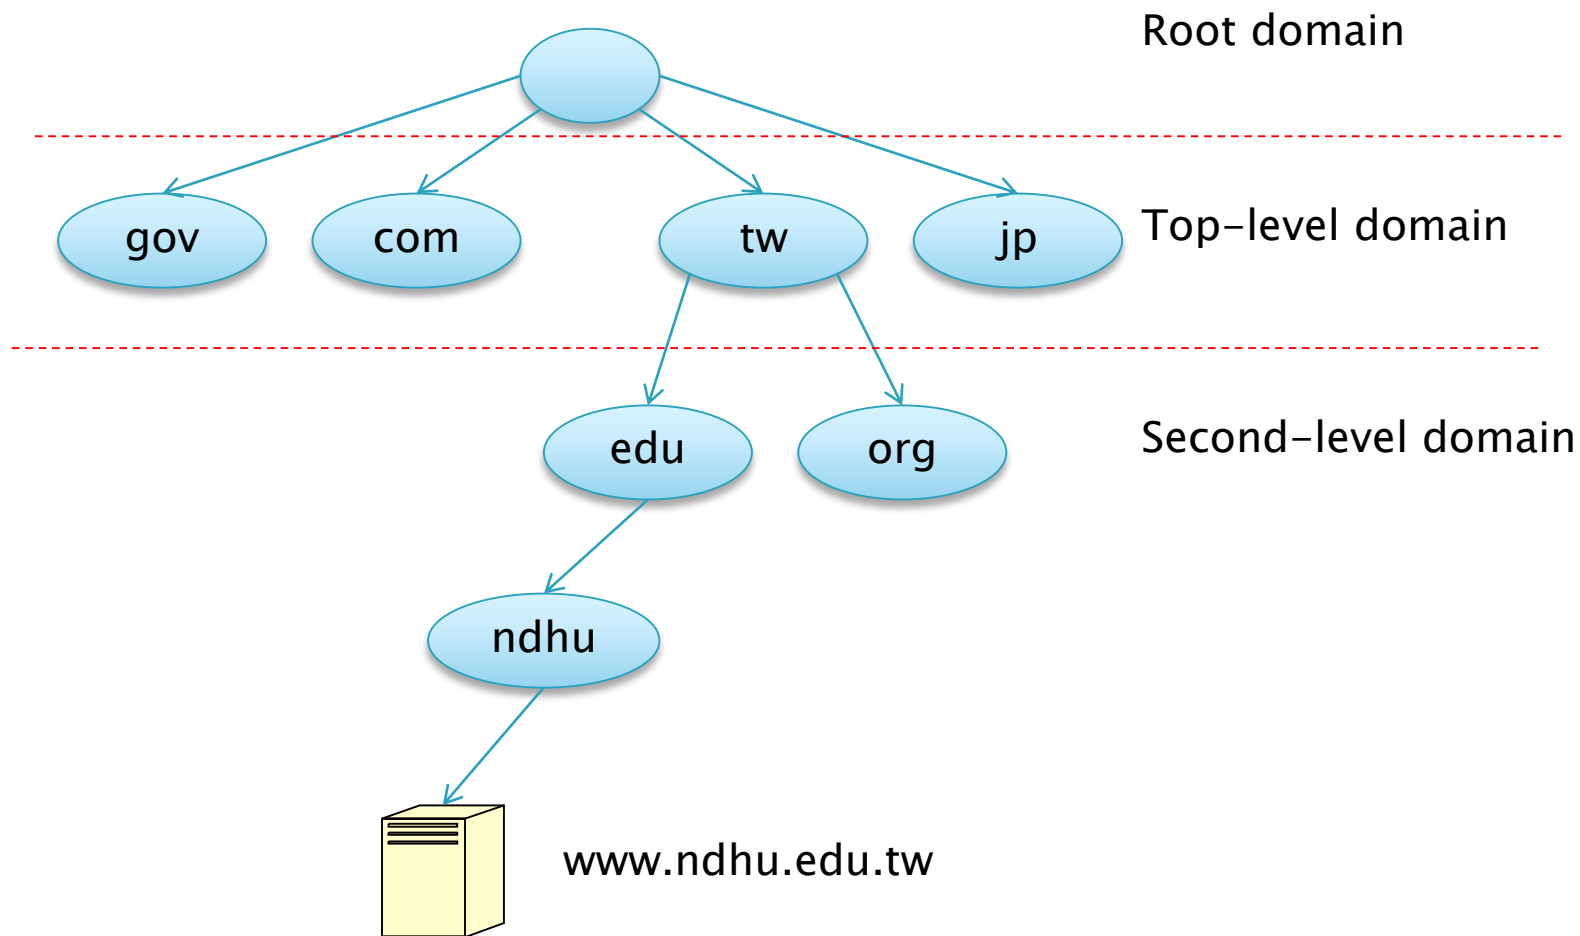 Root domain
gov
com
tw
jp
Top-level domain
edu
org
Second-level domain
ndhu
www.ndhu.edu.tw